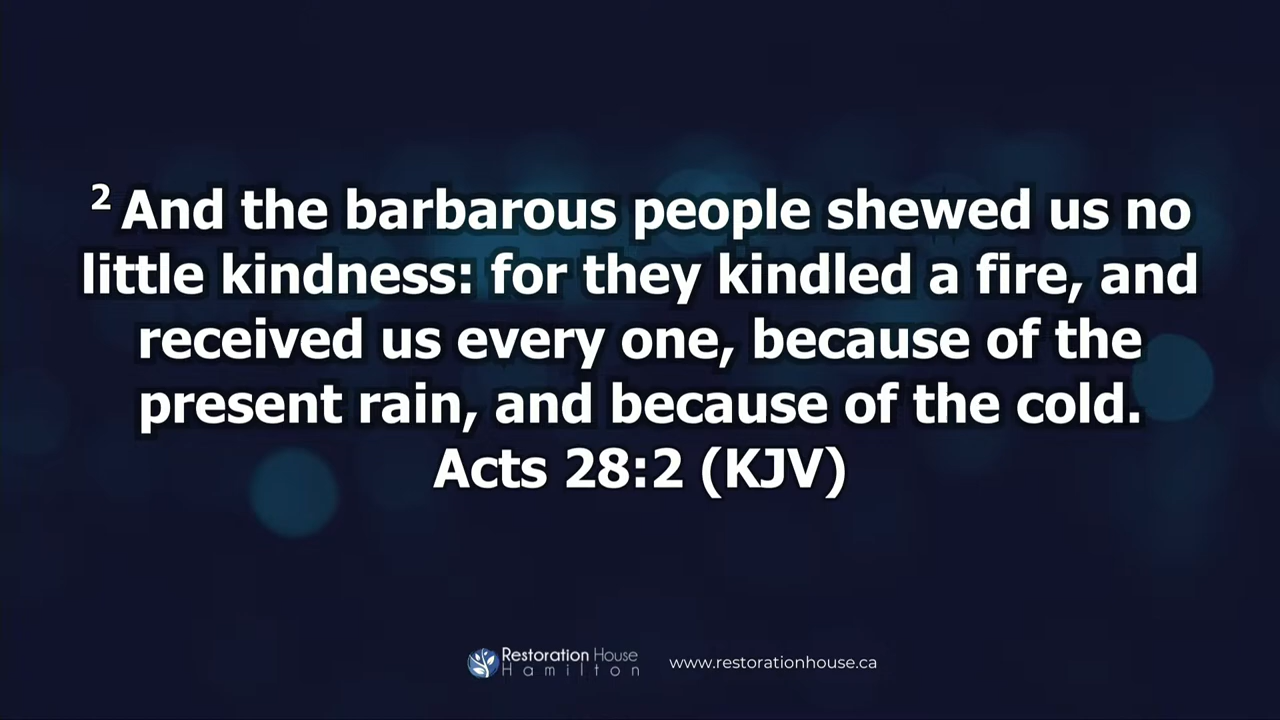 2 And the barbarous people shewed us no
little kindness: for they kindled a fire, and
received us every one, because of the
present rain, and because of the cold.
Acts 28:2 (KJV)
Restoration House
Hamilton
www.restorationhouse.ca